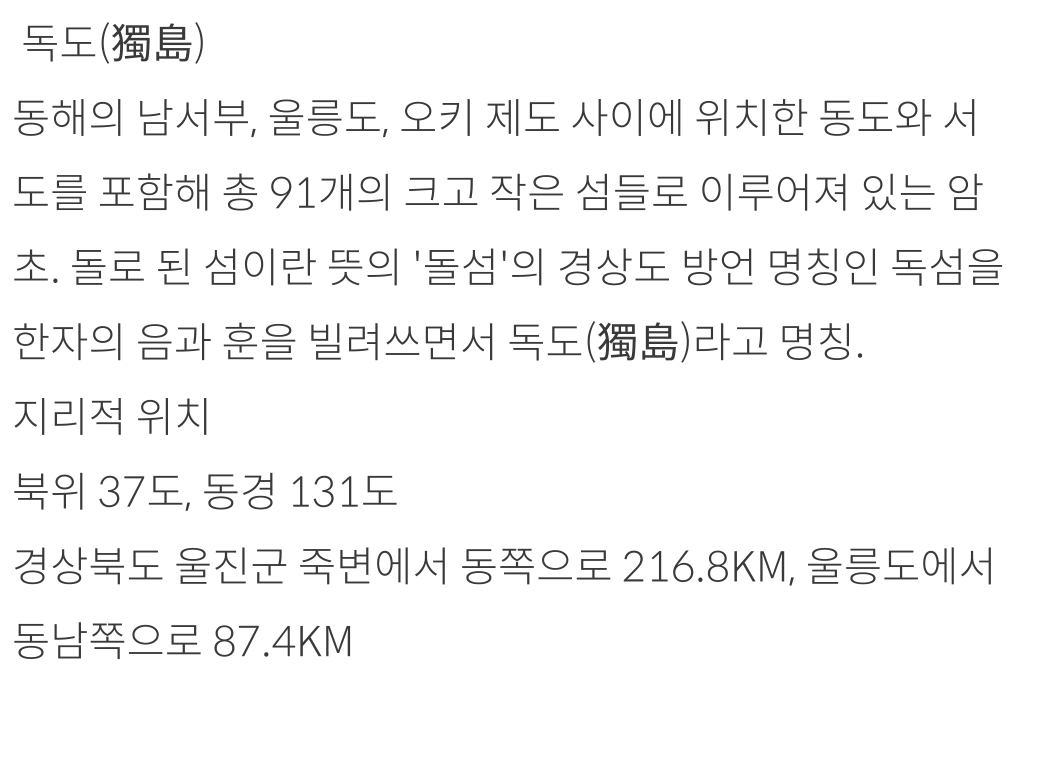 독도(獨島)
동해의 남서부, 울릉도, 오키 제도 사이에 위치한 동도와 서
도를 포함해 총 91개의 크고 작은 섬들로 이루어져 있는 암
초. 돌로 된 섬이란 뜻의 '돌섬'의 경상도 방언 명칭인 독섬을
한자의 음과 훈을 빌려쓰면서 독도(獨島)라고 명칭.
지리적 위치
북위 37도, 동경 131도
경상북도 울진군 죽변에서 동쪽으로 216.8KM, 울릉도에서
동남쪽으로 87.4KM